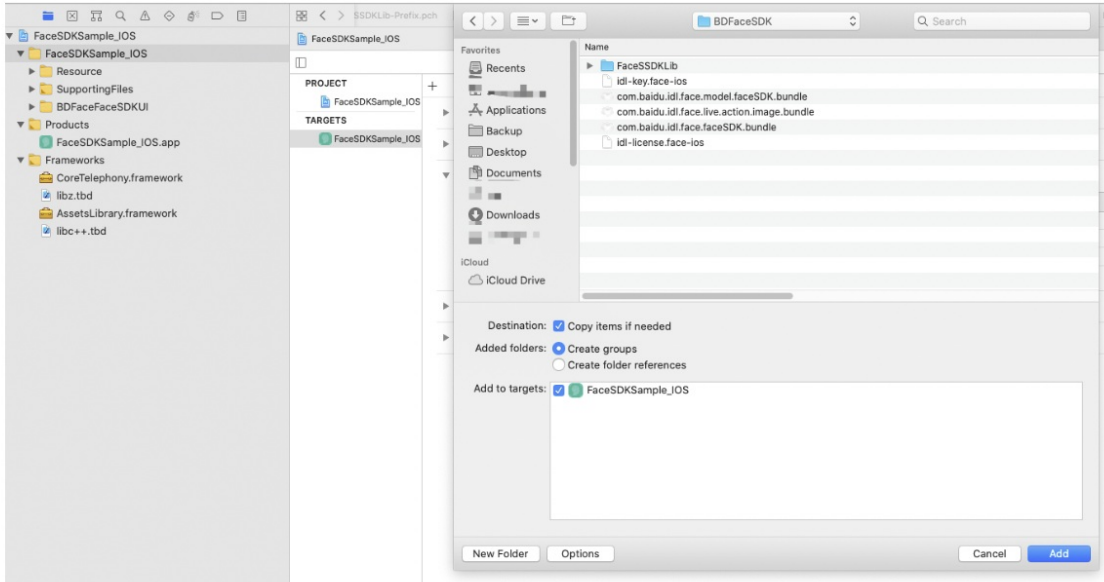 FaceSDKSample_IOS
FaceSDKSample_IOS
Resource
SupportingFiles
BDFaceFaceSDKUI
Products
FaceSDKSample_IOS.app
Frameworks
CoreTelephony.framework
libz.tbd
AssetsLibrary.framework
libc++.tbd
SSDKLib-Prefix.pch
FaceSDKSample_IOS
PROJECT
FaceSDKSample_IOS
TARGETS
FaceSDKSample_IOS
BDFaceSDK
Search
Favorites
Recents
Applications
Backup
Desktop
Documents
Downloads
iCloud
iCloud Drive
Name
FaceSSDKLib
idl-key.face-ios
com.baidu.idl.face.model.faceSDK.bundle
com.baidu.idl.face.live.action.image.bundle
com.baidu.idl.face.faceSDK.bundle
idl-license.face-ios
Destination: Copy items if needed
Added folders: Create groups
Create folder references
Add to targets: FaceSDKSample_IOS
New Folder Options Cancel Add